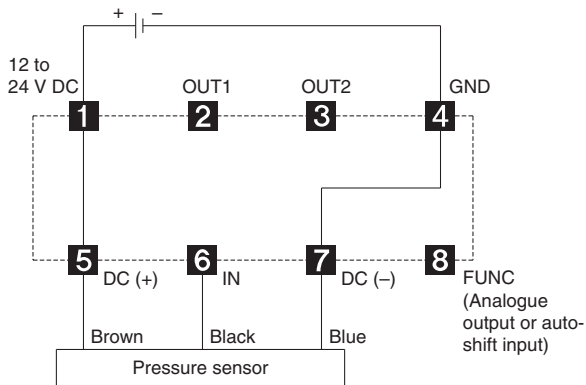 + –
12 to
24 V DC
OUT1
OUT2
GND
1
2
3
4
5
DC (+)
6
IN
7
DC (–)
8
FUNC
(Analogue
output or auto-
shift input)
Brown
Black
Blue
Pressure sensor